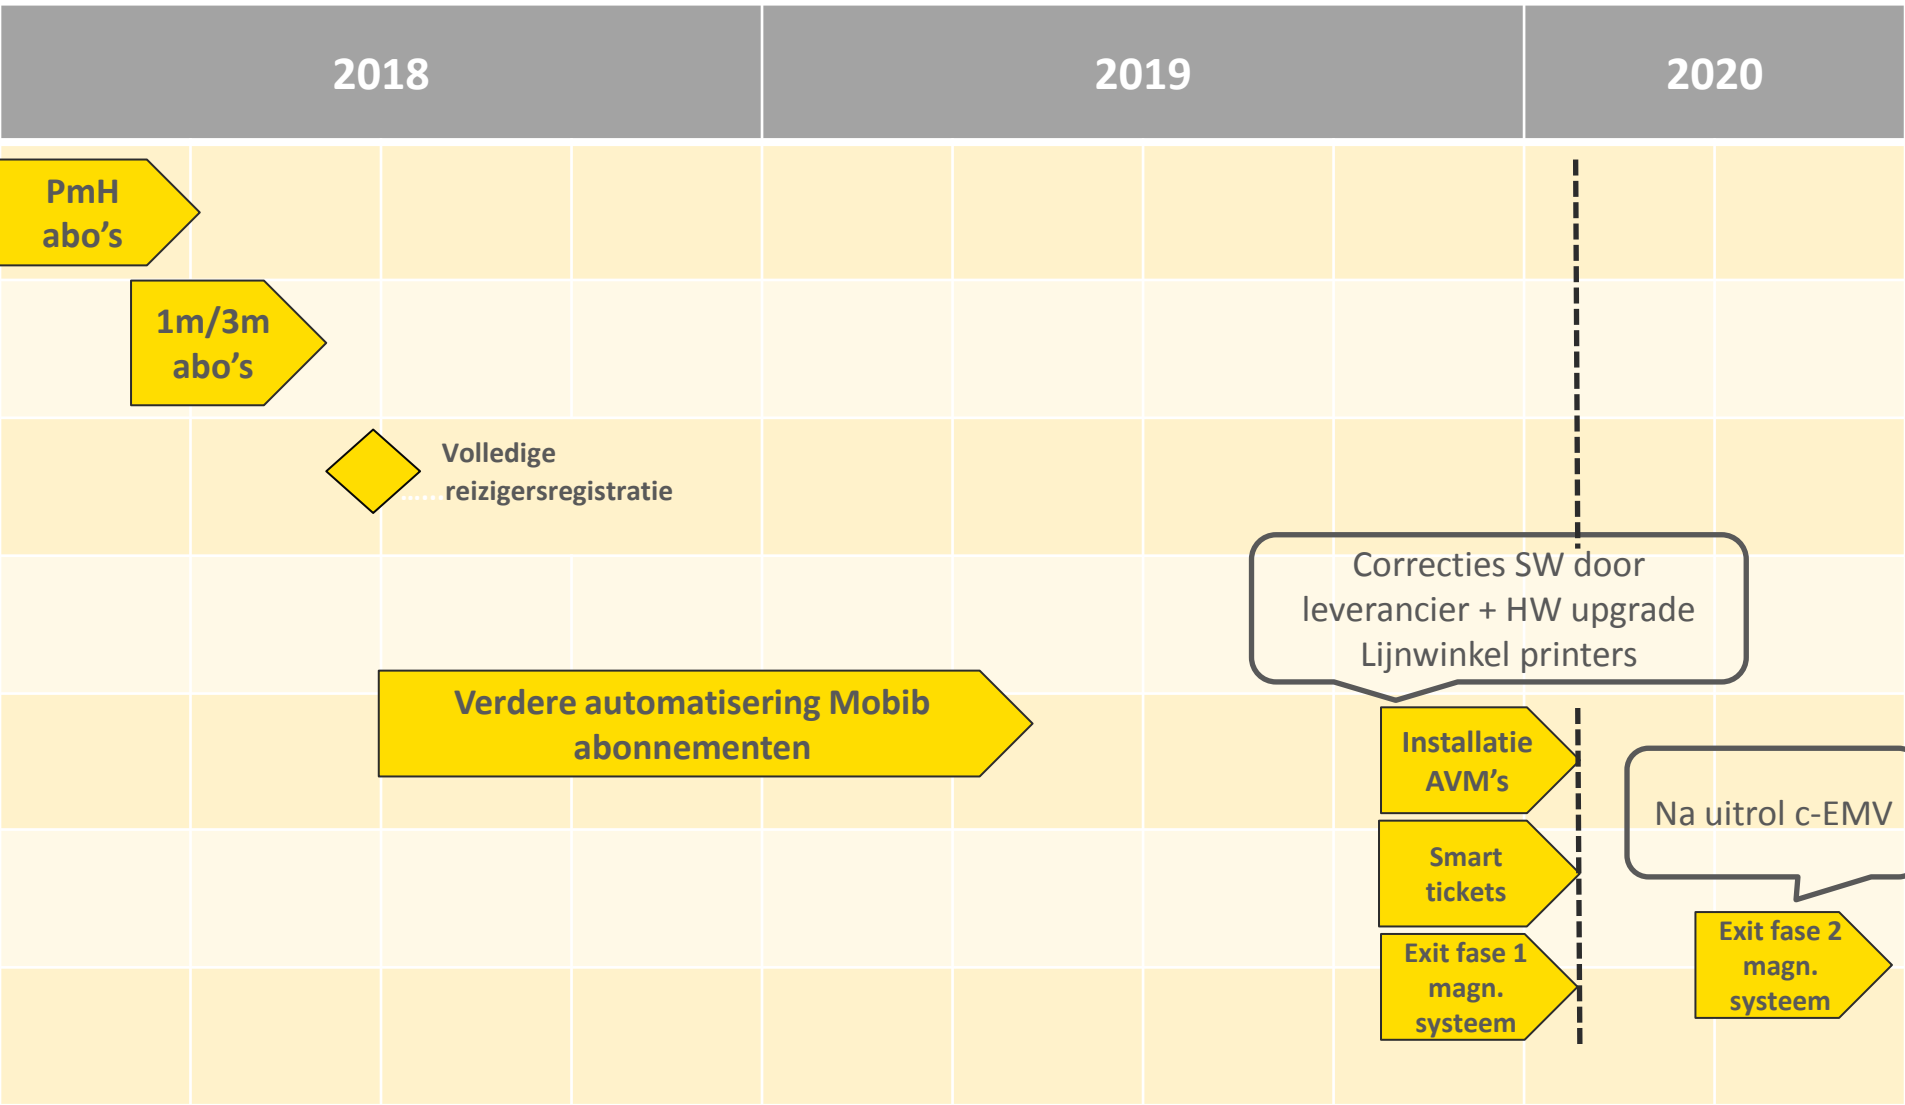 2018
2019
2020
PmH
abo’s
1m/3m
abo’s
Volledige
......reizigersregistratie
Correcties SW door
leverancier + HW upgrade
Lijnwinkel printers
Verdere automatisering Mobib
abonnementen
Installatie
AVM’s
Na uitrol c-EMV
Smart
tickets
Exit fase 1
magn.
systeem
Exit fase 2
magn.
systeem